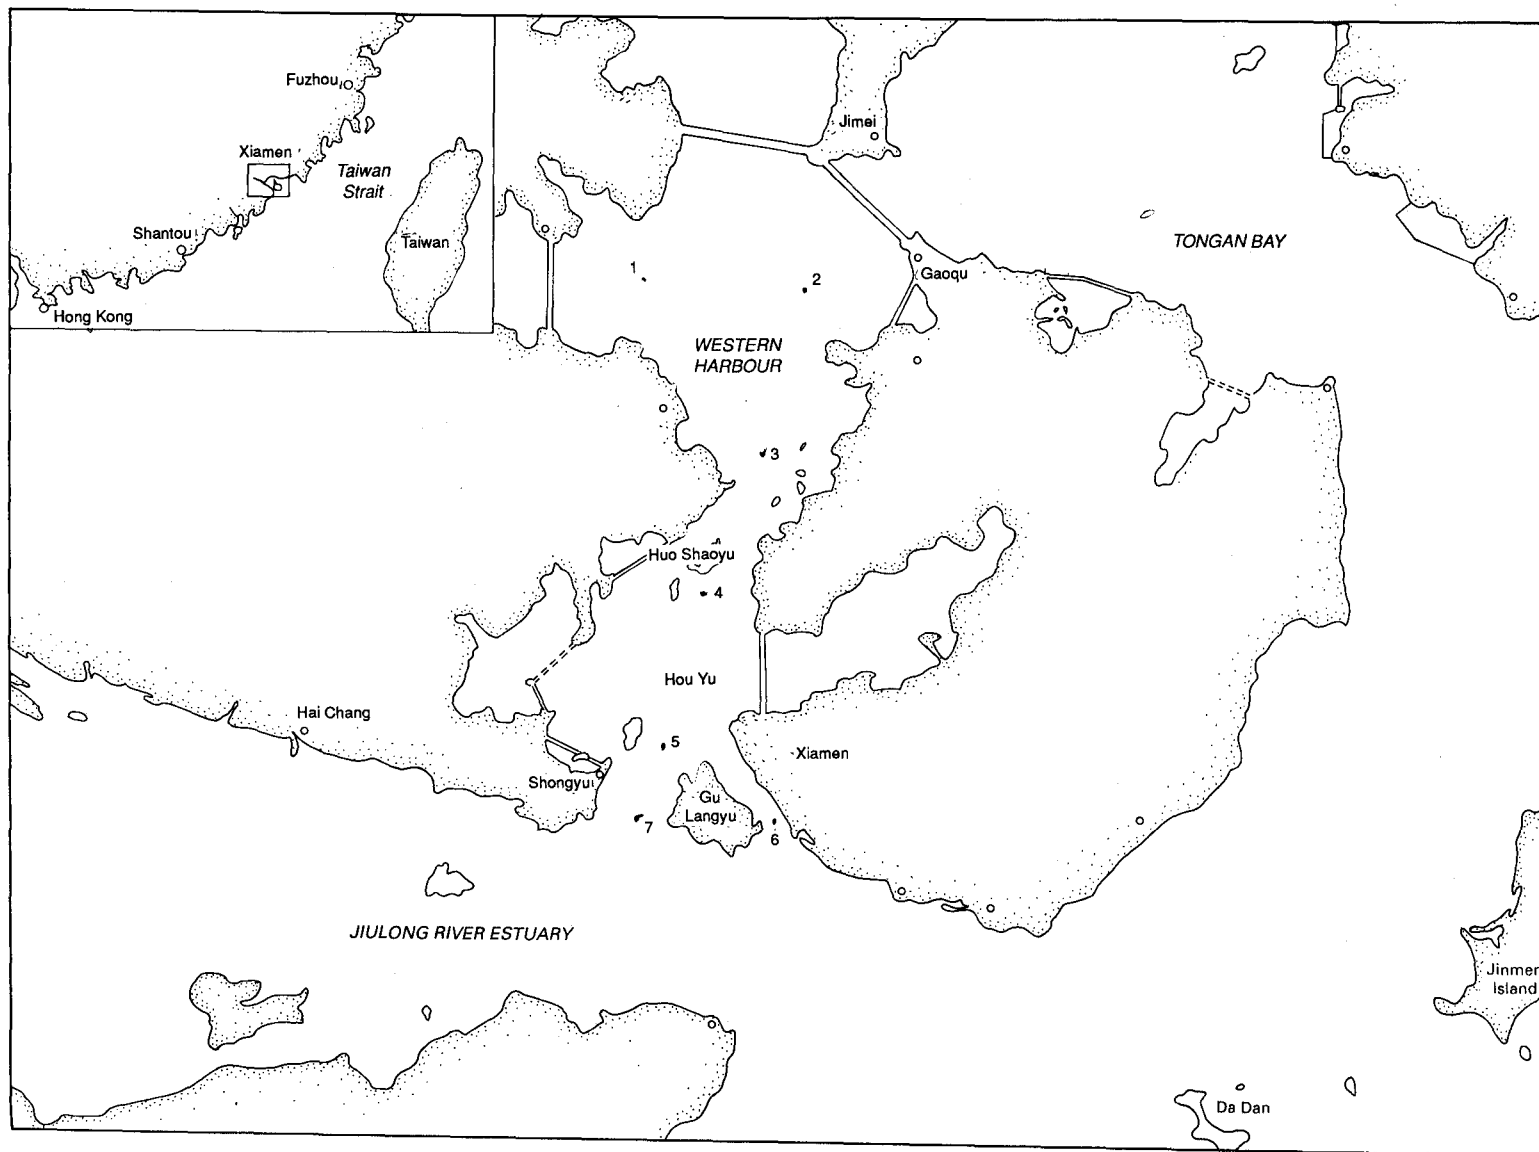 Fuzhou
Xiamen
Taiwan
Strait
Shantou
Taiwan
Hong Kong
Jimei
TONGAN BAY
Gaoqu
1
2
WESTERN
HARBOUR
3
Huo Shaoyu
4
Hou Yu
Hai Chang
5
Xiamen
Shongyu
Gu
Langyu
7
6
JIULONG RIVER ESTUARY
Jinmen
Island
Da Dan